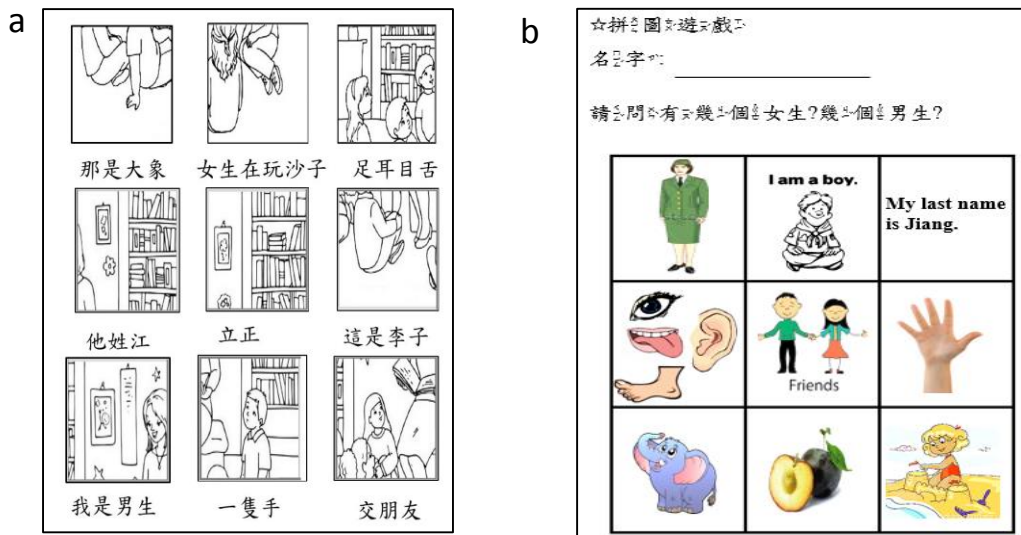 a
那是大象
女生在玩沙子
足耳目舌
他姓江
立正
這是李子
我是男生
一隻手
交朋友
b
☆拼圖遊戲
名字:
請問有幾個女生?幾個男生?
I am a boy.
My last name
is Jiang.
Friends